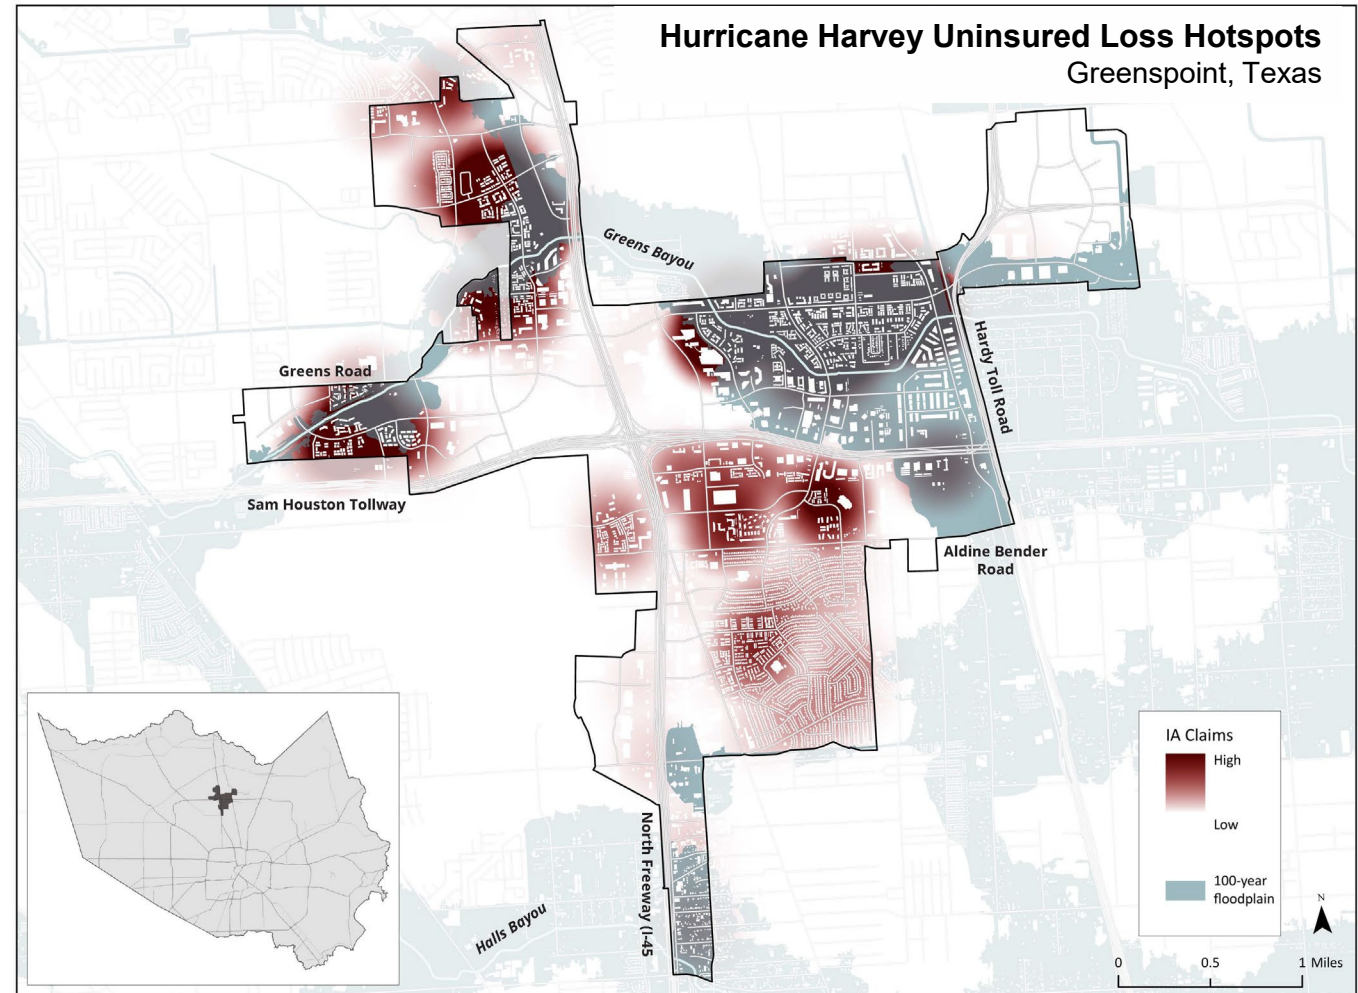 Hurricane Harvey Uninsured Loss Hotspots
Greenspoint, Texas
Greens Bayou
Hardy Toll Road
Greens Road
Sam Houston Tollway
Aldine Bender
Road
North Freeway (I-45
Halls Bayou
IA Claims
High
Low
100-year
floodplain
N
0 0.5 1 Miles